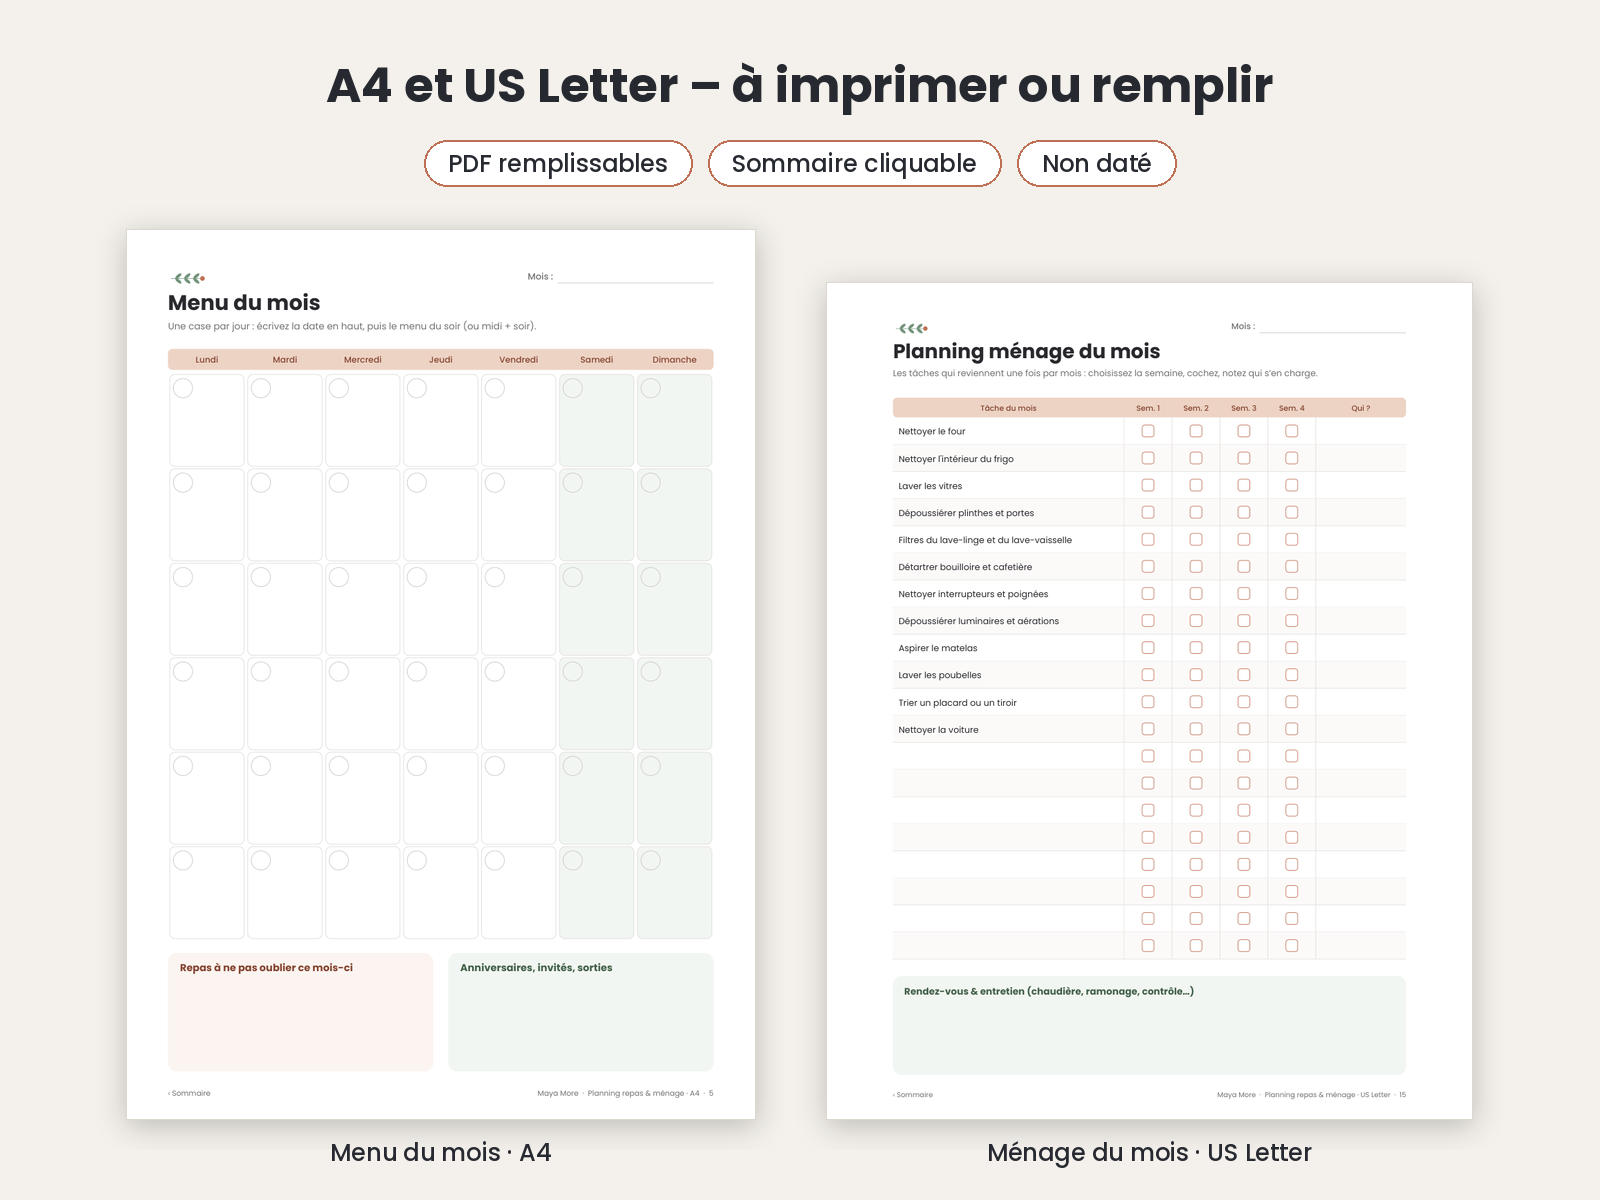 A4 et US Letter – à imprimer ou remplir
PDF remplissables
Sommaire cliquable
Non daté
Mois :
Menu du mois
Une case par jour : écrivez la date en haut, puis le menu du soir (ou midi + soir).
Lundi Mardi Mercredi Jeudi Vendredi Samedi Dimanche
Repas à ne pas oublier ce mois-ci
Anniversaires, invités, sorties
‹ Sommaire
Maya More · Planning repas & ménage · A4 · 5
Menu du mois · A4
Mois :
Planning ménage du mois
Les tâches qui reviennent une fois par mois : choisissez la semaine, cochez, notez qui s'en charge.
Tâche du mois Sem. 1 Sem. 2 Sem. 3 Sem. 4 Qui ?
Nettoyer le four
Nettoyer l'intérieur du frigo
Laver les vitres
Dépoussiérer plinthes et portes
Filtres du lave-linge et du lave-vaisselle
Détartrer bouilloire et cafetière
Nettoyer interrupteurs et poignées
Dépoussiérer luminaires et aérations
Aspirer le matelas
Laver les poubelles
Trier un placard ou un tiroir
Nettoyer la voiture
Rendez-vous & entretien (chaudière, ramonage, contrôle…)
‹ Sommaire
Maya More · Planning repas & ménage · US Letter · 15
Ménage du mois · US Letter